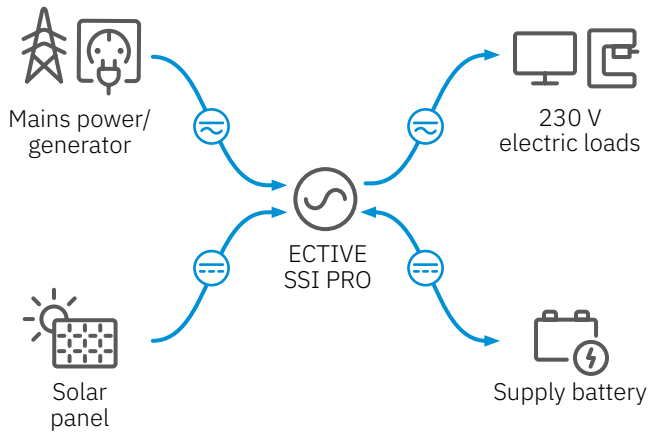 Mains power/
generator
230 V
electric loads
ECTIVE
SSI PRO
Solar
panel
Supply battery